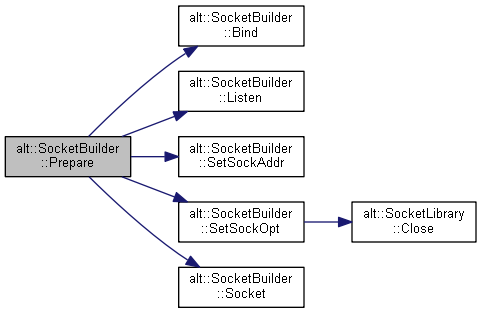 alt::SocketBuilder
::Prepare
alt::SocketBuilder
::Bind
alt::SocketBuilder
::Listen
alt::SocketBuilder
::SetSockAddr
alt::SocketBuilder
::SetSockOpt
alt::SocketLibrary
::Close
alt::SocketBuilder
::Socket